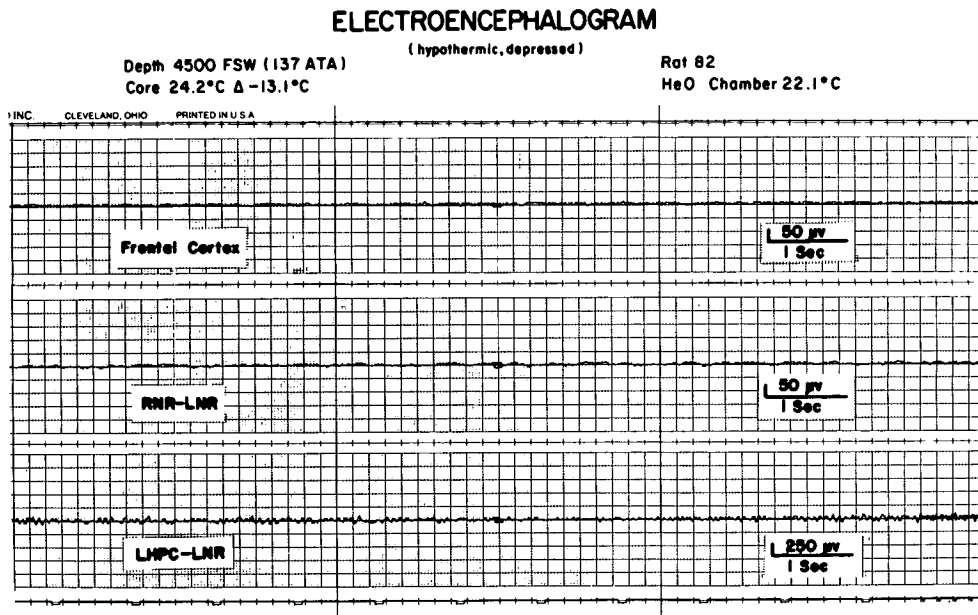 ELECTROENCEPHALOGRAM
(hypothermic, depressed)
Depth 4500 FSW (137 ATA)
Core 24.2°C Δ -13.1°C
Rat 82
HeO Chamber 22.1°C
INC. CLEVELAND, OHIO PRINTED IN U S A
Frontal Cortex
50 μv
1 Sec
RNR-LNR
50 μv
1 Sec
LHPC-LNR
250 μv
1 Sec